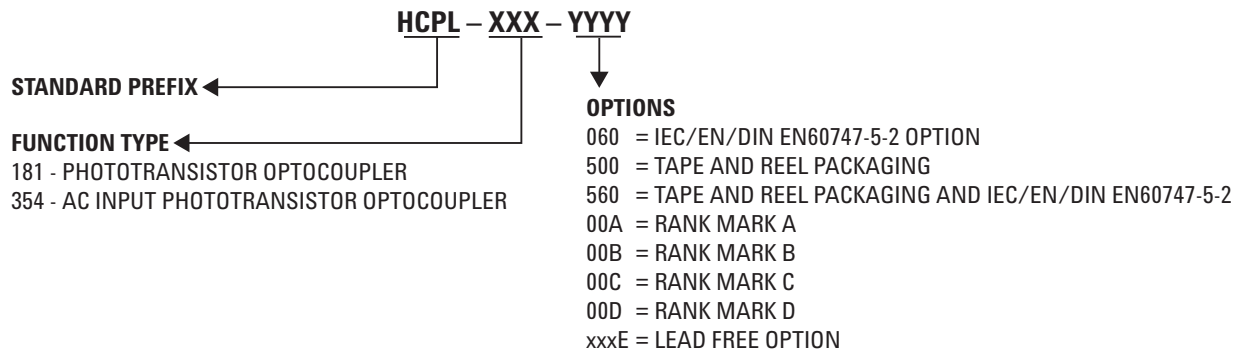 HCPL – XXX – YYYY
STANDARD PREFIX
FUNCTION TYPE
181 - PHOTOTRANSISTOR OPTOCOUPLER
354 - AC INPUT PHOTOTRANSISTOR OPTOCOUPLER
OPTIONS
060 = IEC/EN/DIN EN60747-5-2 OPTION
500 = TAPE AND REEL PACKAGING
560 = TAPE AND REEL PACKAGING AND IEC/EN/DIN EN60747-5-2
00A = RANK MARK A
00B = RANK MARK B
00C = RANK MARK C
00D = RANK MARK D
xxxE = LEAD FREE OPTION